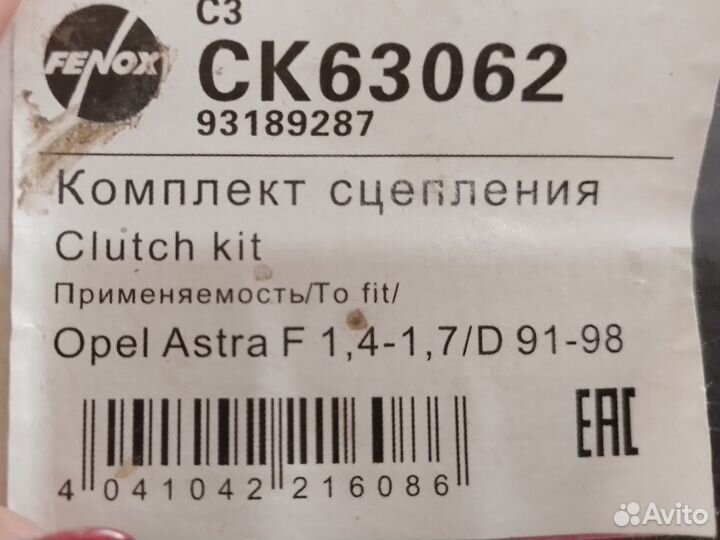 C3
FENOX
CK63062
93189287
Комплект сцепления
Clutch kit
Применяемость/To fit/
Opel Astra F 1,4-1,7/D 91-98
EAC
4 041042 216086
Avito